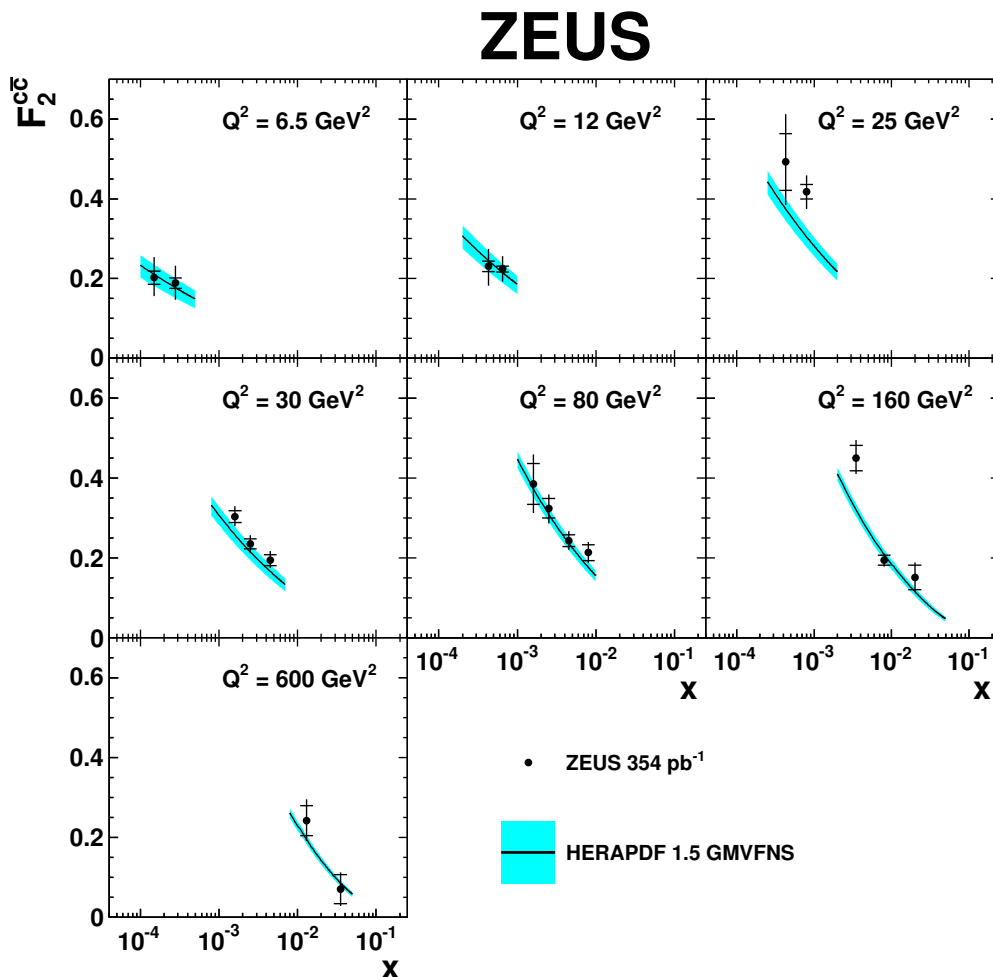 ZEUS
F₂^cc̄
Q² = 6.5 GeV²
Q² = 12 GeV²
Q² = 25 GeV²
0.6
0.4
0.2
0
Q² = 30 GeV²
Q² = 80 GeV²
Q² = 160 GeV²
0.6
0.4
0.2
0
10⁻⁴ 10⁻³ 10⁻² 10⁻¹
x
10⁻⁴ 10⁻³ 10⁻² 10⁻¹
x
Q² = 600 GeV²
0.6
0.4
0.2
0
10⁻⁴ 10⁻³ 10⁻² 10⁻¹
x
ZEUS 354 pb⁻¹
HERAPDF 1.5 GMVFNS